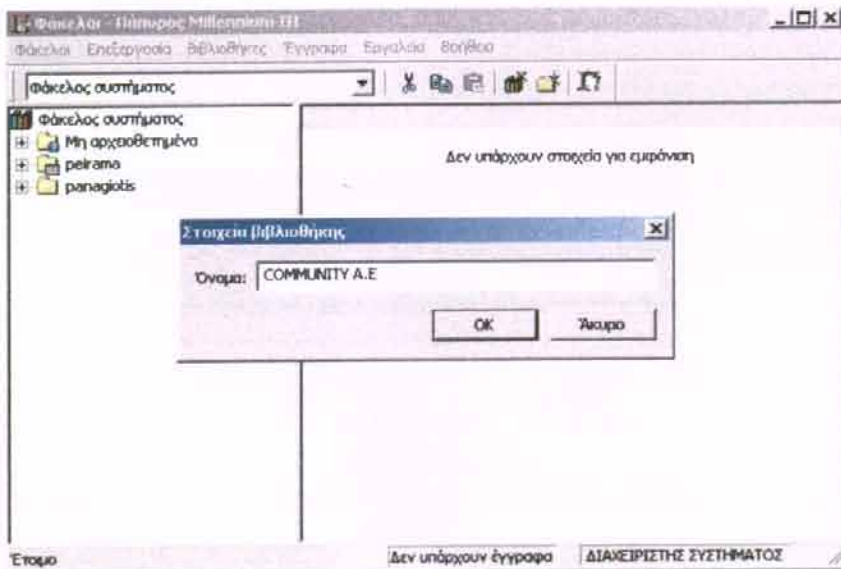 Φάκελοι - Πάπυρος Millennium III
Φάκελοι Επεξεργασία Βιβλιοθήκες Έγγραφα Εργαλεία Βοήθεια
Φάκελος συστήματος
Φάκελος συστήματος
Μη αρχειοθετημένα
peirama
panagiotis
Δεν υπάρχουν στοιχεία για εμφάνιση
Στοιχεία βιβλιοθήκης
Όνομα: COMMUNITY A.E
OK Άκυρο
Έτοιμο Δεν υπάρχουν έγγραφα ΔΙΑΧΕΙΡΙΣΤΗΣ ΣΥΣΤΗΜΑΤΟΣ